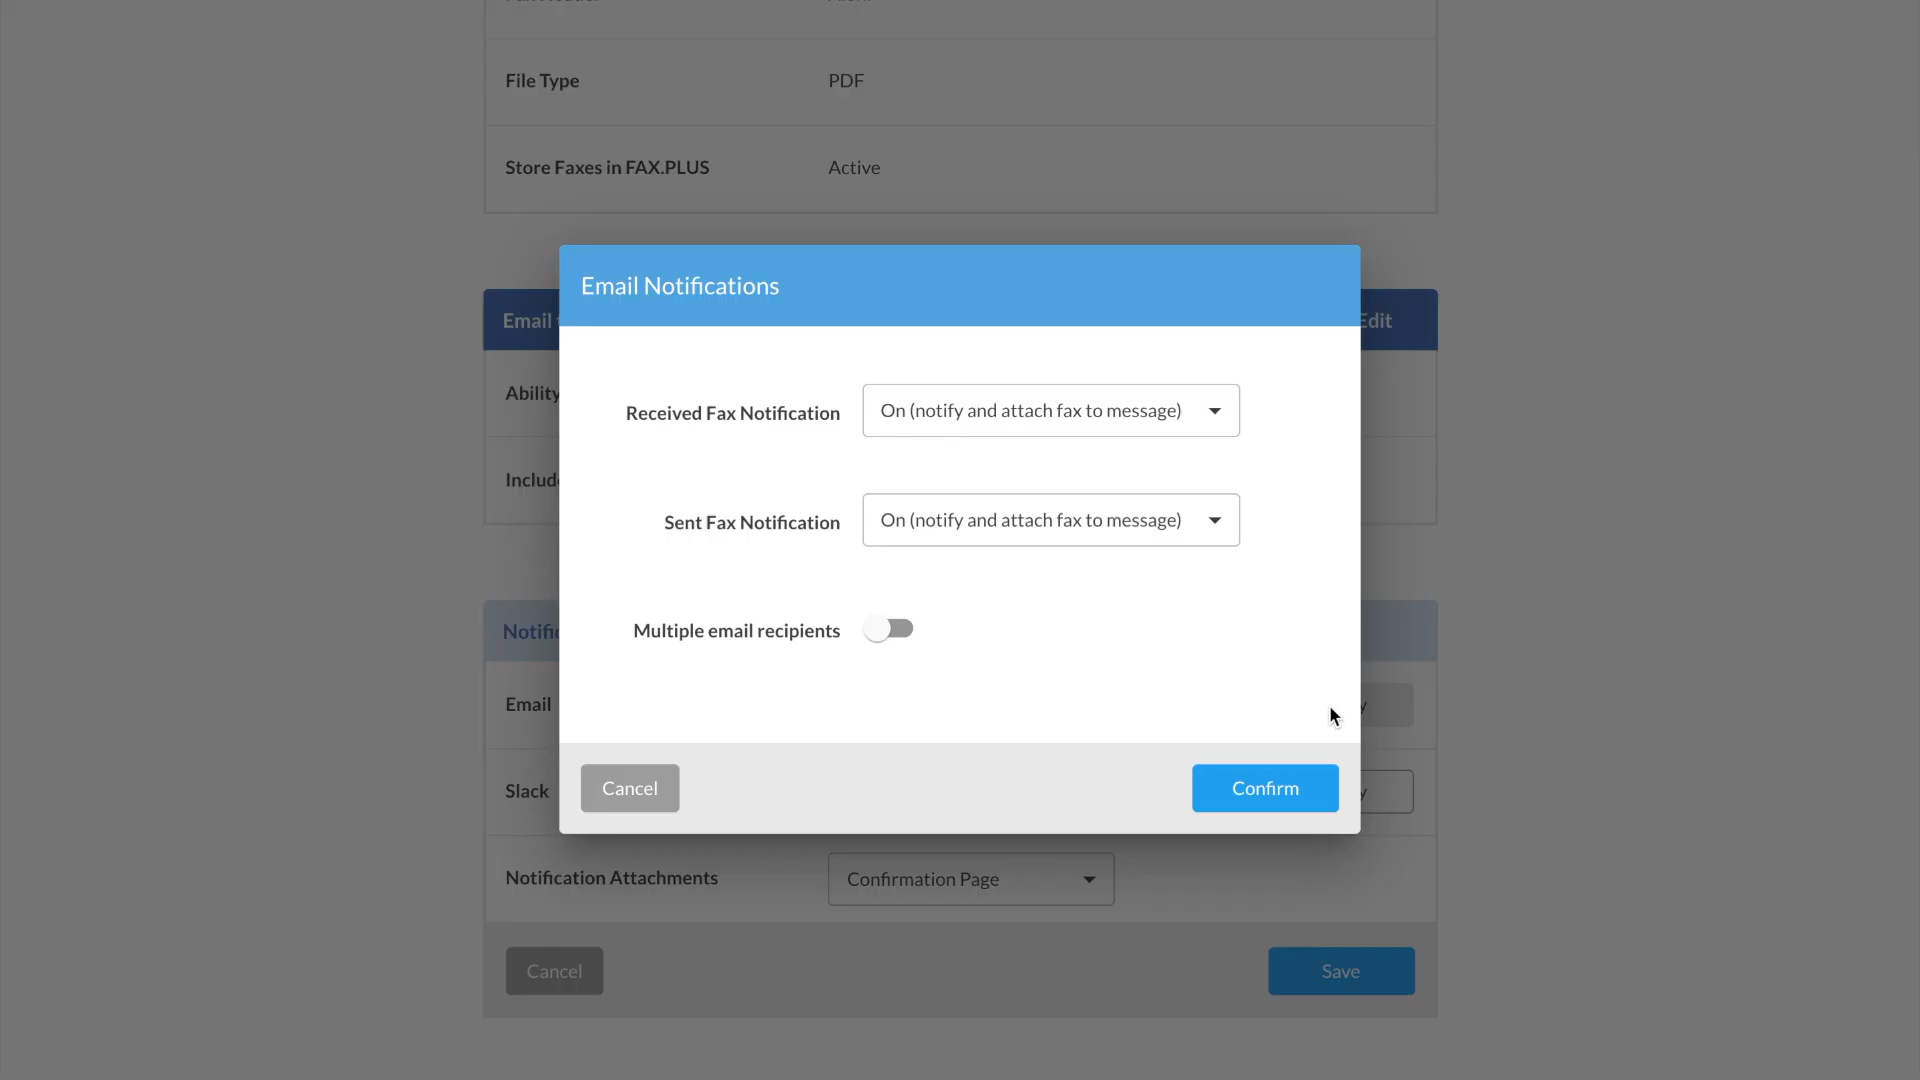 File Type PDF
Store Faxes in FAX.PLUS Active
Email Notifications
Email Edit
Ability
Received Fax Notification On (notify and attach fax to message)
Sent Fax Notification On (notify and attach fax to message)
Multiple email recipients
Email
Slack
Cancel Confirm
Notification Attachments Confirmation Page
Cancel Save